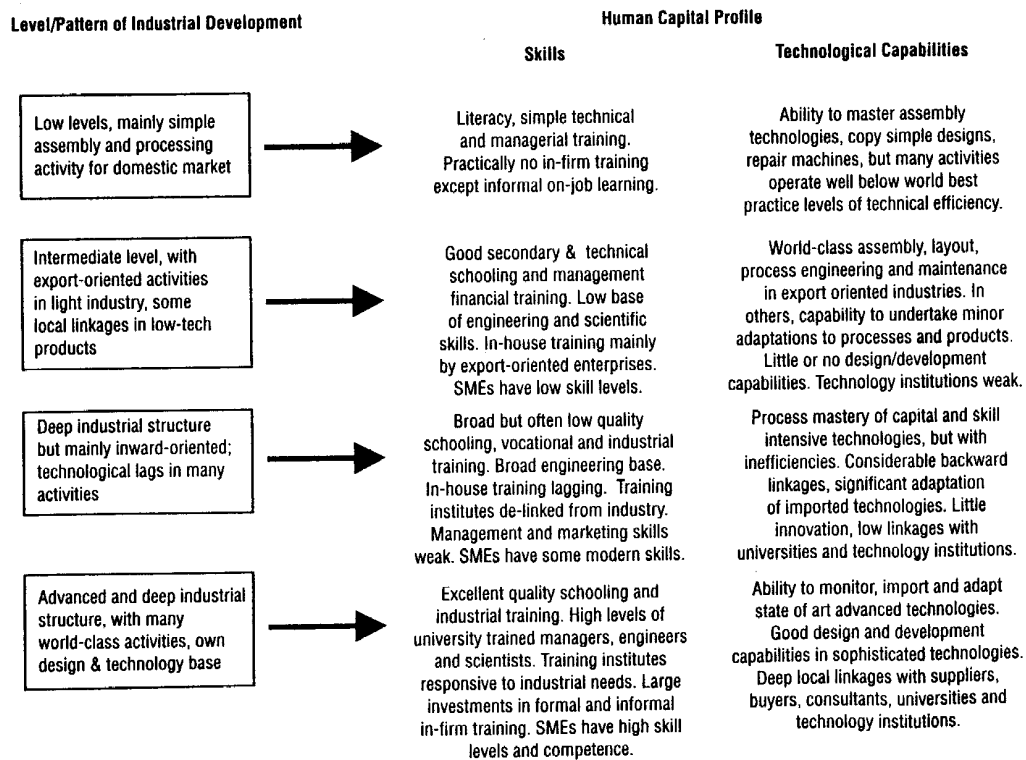 Level/Pattern of Industrial Development
Human Capital Profile
Skills
Technological Capabilities
Low levels, mainly simple
assembly and processing
activity for domestic market
Literacy, simple technical
and managerial training.
Practically no in-firm training
except informal on-job learning.
Ability to master assembly
technologies, copy simple designs,
repair machines, but many activities
operate well below world best
practice levels of technical efficiency.
Intermediate level, with
export-oriented activities
in light industry, some
local linkages in low-tech
products
Good secondary & technical
schooling and management
financial training. Low base
of engineering and scientific
skills. In-house training mainly
by export-oriented enterprises.
SMEs have low skill levels.
World-class assembly, layout,
process engineering and maintenance
in export oriented industries. In
others, capability to undertake minor
adaptations to processes and products.
Little or no design/development
capabilities. Technology institutions weak.
Deep industrial structure
but mainly inward-oriented;
technological lags in many
activities
Broad but often low quality
schooling, vocational and industrial
training. Broad engineering base.
In-house training lagging. Training
institutes de-linked from industry.
Management and marketing skills
weak. SMEs have some modern skills.
Process mastery of capital and skill
intensive technologies, but with
inefficiencies. Considerable backward
linkages, significant adaptation
of imported technologies. Little
innovation, low linkages with
universities and technology institutions.
Advanced and deep industrial
structure, with many
world-class activities, own
design & technology base
Excellent quality schooling and
industrial training. High levels of
university trained managers, engineers
and scientists. Training institutes
responsive to industrial needs. Large
investments in formal and informal
in-firm training. SMEs have high skill
levels and competence.
Ability to monitor, import and adapt
state of art advanced technologies.
Good design and development
capabilities in sophisticated technologies.
Deep local linkages with suppliers,
buyers, consultants, universities and
technology institutions.